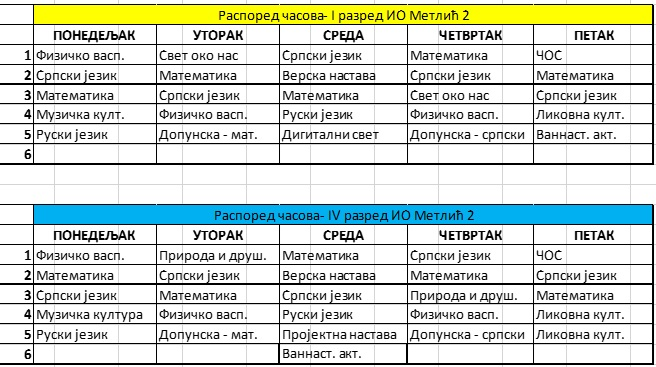 Распоред часова- I разред ИО Метлић 2
ПОНЕДЕЉАК УТОРАК СРЕДА ЧЕТВРТАК ПЕТАК
1 Физичко васп. Свет око нас Српски језик Математика ЧОС
2 Српски језик Математика Верска настава Српски језик Математика
3 Математика Српски језик Математика Свет око нас Српски језик
4 Музичка култ. Физичко васп. Руски језик Физичко васп. Ликовна култ.
5 Руски језик Допунска - мат. Дигитални свет Допунска - српски Ваннаст. акт.
6
Распоред часова- IV разред ИО Метлић 2
ПОНЕДЕЉАК УТОРАК СРЕДА ЧЕТВРТАК ПЕТАК
1 Физичко васп. Природа и друш. Математика Српски језик ЧОС
2 Математика Српски језик Верска настава Математика Српски језик
3 Српски језик Математика Српски језик Природа и друш. Математика
4 Музичка култура Физичко васп. Руски језик Физичко васп. Ликовна култ.
5 Руски језик Допунска - мат. Пројектна настава Допунска - српски Ликовна култ.
6 Ваннаст. акт.